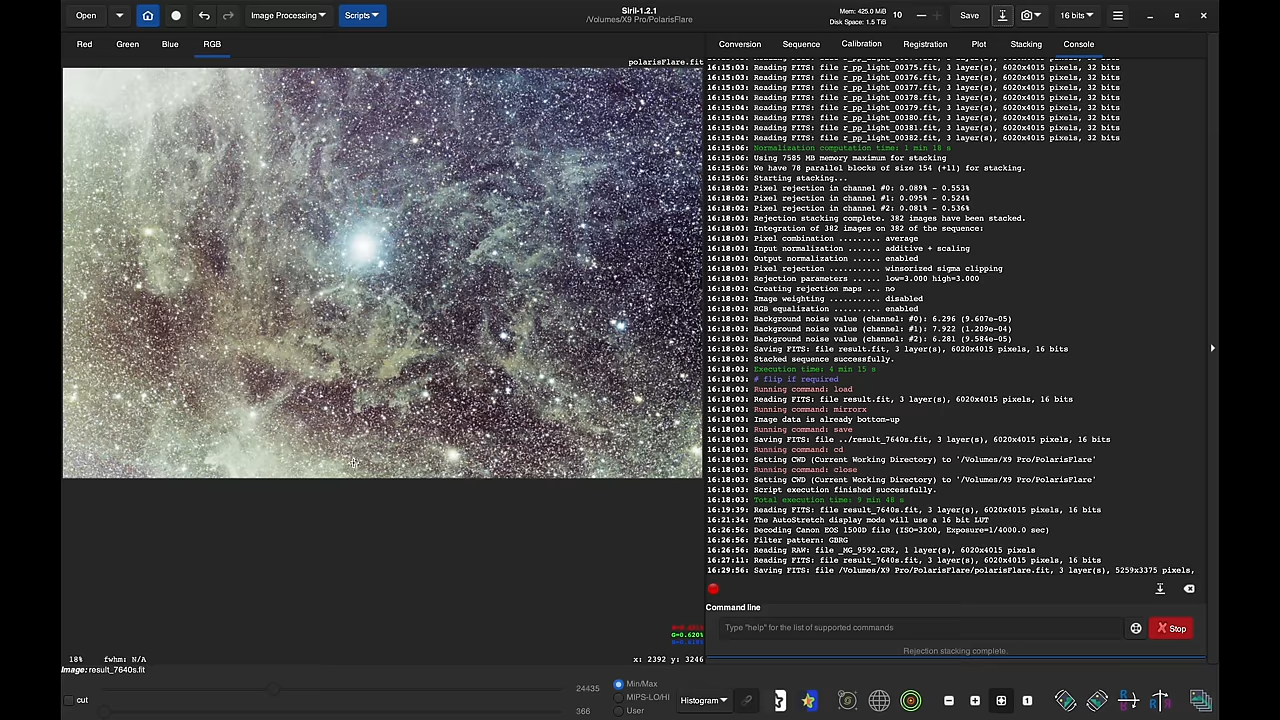 Open
Image Processing
Scripts
Siril-1.2.1
/Volumes/X9 Pro/PolarisFlare
Mem: 425.0 MiB
Disk Space: 1.5 TiB
10
Save
16 bits
Red Green Blue RGB
Conversion Sequence Calibration Registration Plot Stacking Console
polarisFlare.fit
16:15:03: Reading FITS: file r_pp_light_00375.fit, 3 layer(s), 6020x4015 pixels, 32 bits
16:15:03: Reading FITS: file r_pp_light_00376.fit, 3 layer(s), 6020x4015 pixels, 32 bits
16:15:03: Reading FITS: file r_pp_light_00377.fit, 3 layer(s), 6020x4015 pixels, 32 bits
16:15:04: Reading FITS: file r_pp_light_00378.fit, 3 layer(s), 6020x4015 pixels, 32 bits
16:15:04: Reading FITS: file r_pp_light_00379.fit, 3 layer(s), 6020x4015 pixels, 32 bits
16:15:04: Reading FITS: file r_pp_light_00380.fit, 3 layer(s), 6020x4015 pixels, 32 bits
16:15:04: Reading FITS: file r_pp_light_00381.fit, 3 layer(s), 6020x4015 pixels, 32 bits
16:15:04: Reading FITS: file r_pp_light_00382.fit, 3 layer(s), 6020x4015 pixels, 32 bits
16:15:06: Normalization computation time: 1 min 18 s
16:15:06: Using 7585 MB memory maximum for stacking
16:15:06: We have 78 parallel blocks of size 154 (+11) for stacking.
16:15:06: Starting stacking...
16:18:02: Pixel rejection in channel #0: 0.089% - 0.553%
16:18:02: Pixel rejection in channel #1: 0.095% - 0.524%
16:18:02: Pixel rejection in channel #2: 0.081% - 0.536%
16:18:03: Rejection stacking complete. 382 images have been stacked.
16:18:03: Integration of 382 images on 382 of the sequence:
16:18:03: Pixel combination ......... average
16:18:03: Input normalization ....... additive + scaling
16:18:03: Output normalization ...... enabled
16:18:03: Pixel rejection ........... winsorized sigma clipping
16:18:03: Rejection parameters ...... low=3.000 high=3.000
16:18:03: Creating rejection maps ... no
16:18:03: Image weighting ........... disabled
16:18:03: RGB equalization .......... enabled
16:18:03: Background noise value (channel: #0): 6.296 (9.607e-05)
16:18:03: Background noise value (channel: #1): 7.922 (1.209e-04)
16:18:03: Background noise value (channel: #2): 6.281 (9.584e-05)
16:18:03: Saving FITS: file result.fit, 3 layer(s), 6020x4015 pixels, 16 bits
16:18:03: Stacked sequence successfully.
16:18:03: Execution time: 4 min 15 s
16:18:03: # flip if required
16:18:03: Running command: load
16:18:03: Reading FITS: file result.fit, 3 layer(s), 6020x4015 pixels, 16 bits
16:18:03: Running command: mirrorx
16:18:03: Image data is already bottom-up
16:18:03: Running command: save
16:18:03: Saving FITS: file ../result_7640s.fit, 3 layer(s), 6020x4015 pixels, 16 bits
16:18:03: Running command: cd
16:18:03: Setting CWD (Current Working Directory) to '/Volumes/X9 Pro/PolarisFlare'
16:18:03: Running command: close
16:18:03: Setting CWD (Current Working Directory) to '/Volumes/X9 Pro/PolarisFlare'
16:18:03: Script execution finished successfully.
16:18:03: Total execution time: 9 min 48 s
16:19:39: Reading FITS: file result_7640s.fit, 3 layer(s), 6020x4015 pixels, 16 bits
16:21:34: The AutoStretch display mode will use a 16 bit LUT
16:26:56: Decoding Canon EOS 1500D file (ISO=3200, Exposure=1/4000.0 sec)
16:26:56: Filter pattern: GBRG
16:26:56: Reading RAW: file _MG_9592.CR2, 1 layer(s), 6020x4015 pixels
16:27:11: Reading FITS: file result_7640s.fit, 3 layer(s), 6020x4015 pixels, 16 bits
16:29:56: Saving FITS: file /Volumes/X9 Pro/PolarisFlare/polarisFlare.fit, 3 layer(s), 5259x3375 pixels,
Command line
Type "help" for the list of supported commands
Stop
Rejection stacking complete.
G=0.620%
18% fwhm: N/A
x: 2392 y: 3246
Image: result_7640s.fit
cut
24435
366
Min/Max
MIPS-LO/HI
User
Histogram
1